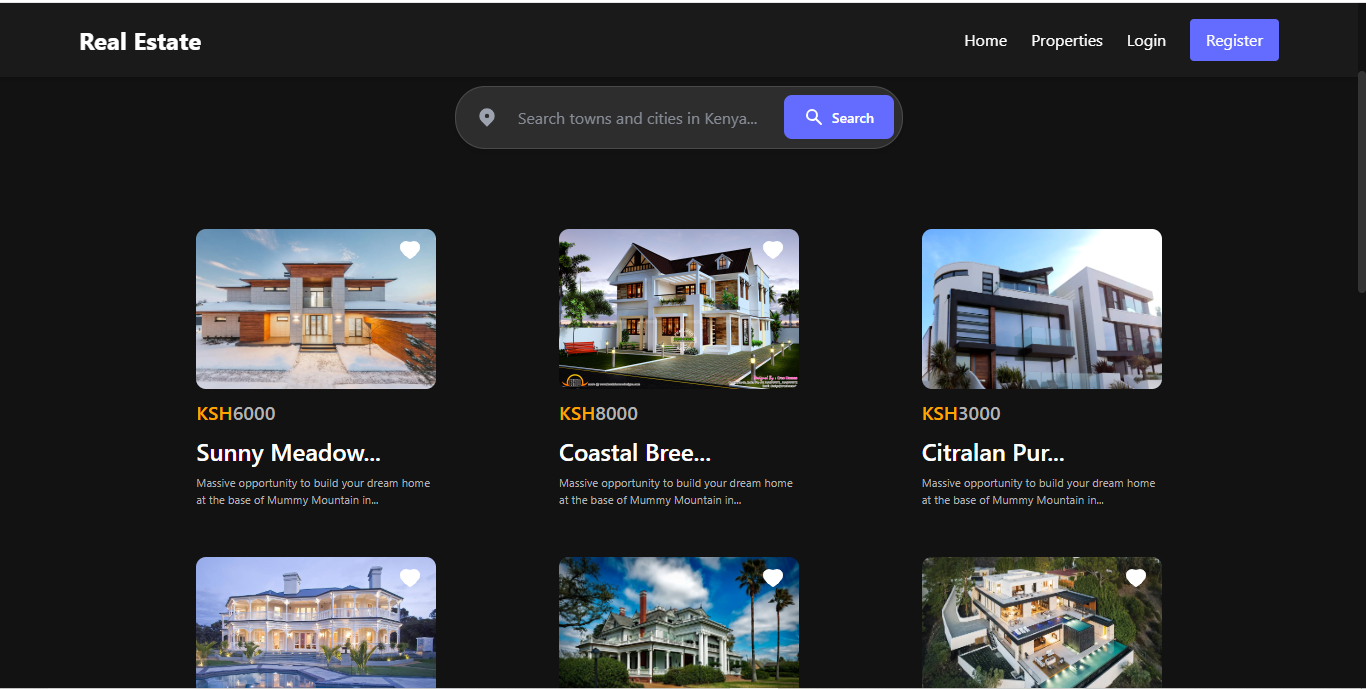 Real Estate
Home
Properties
Login
Register
Search towns and cities in Kenya...
Search
KSH6000
KSH8000
KSH3000
Sunny Meadow...
Coastal Bree...
Citralan Pur...
Massive opportunity to build your dream home
at the base of Mummy Mountain in...
Massive opportunity to build your dream home
at the base of Mummy Mountain in...
Massive opportunity to build your dream home
at the base of Mummy Mountain in...